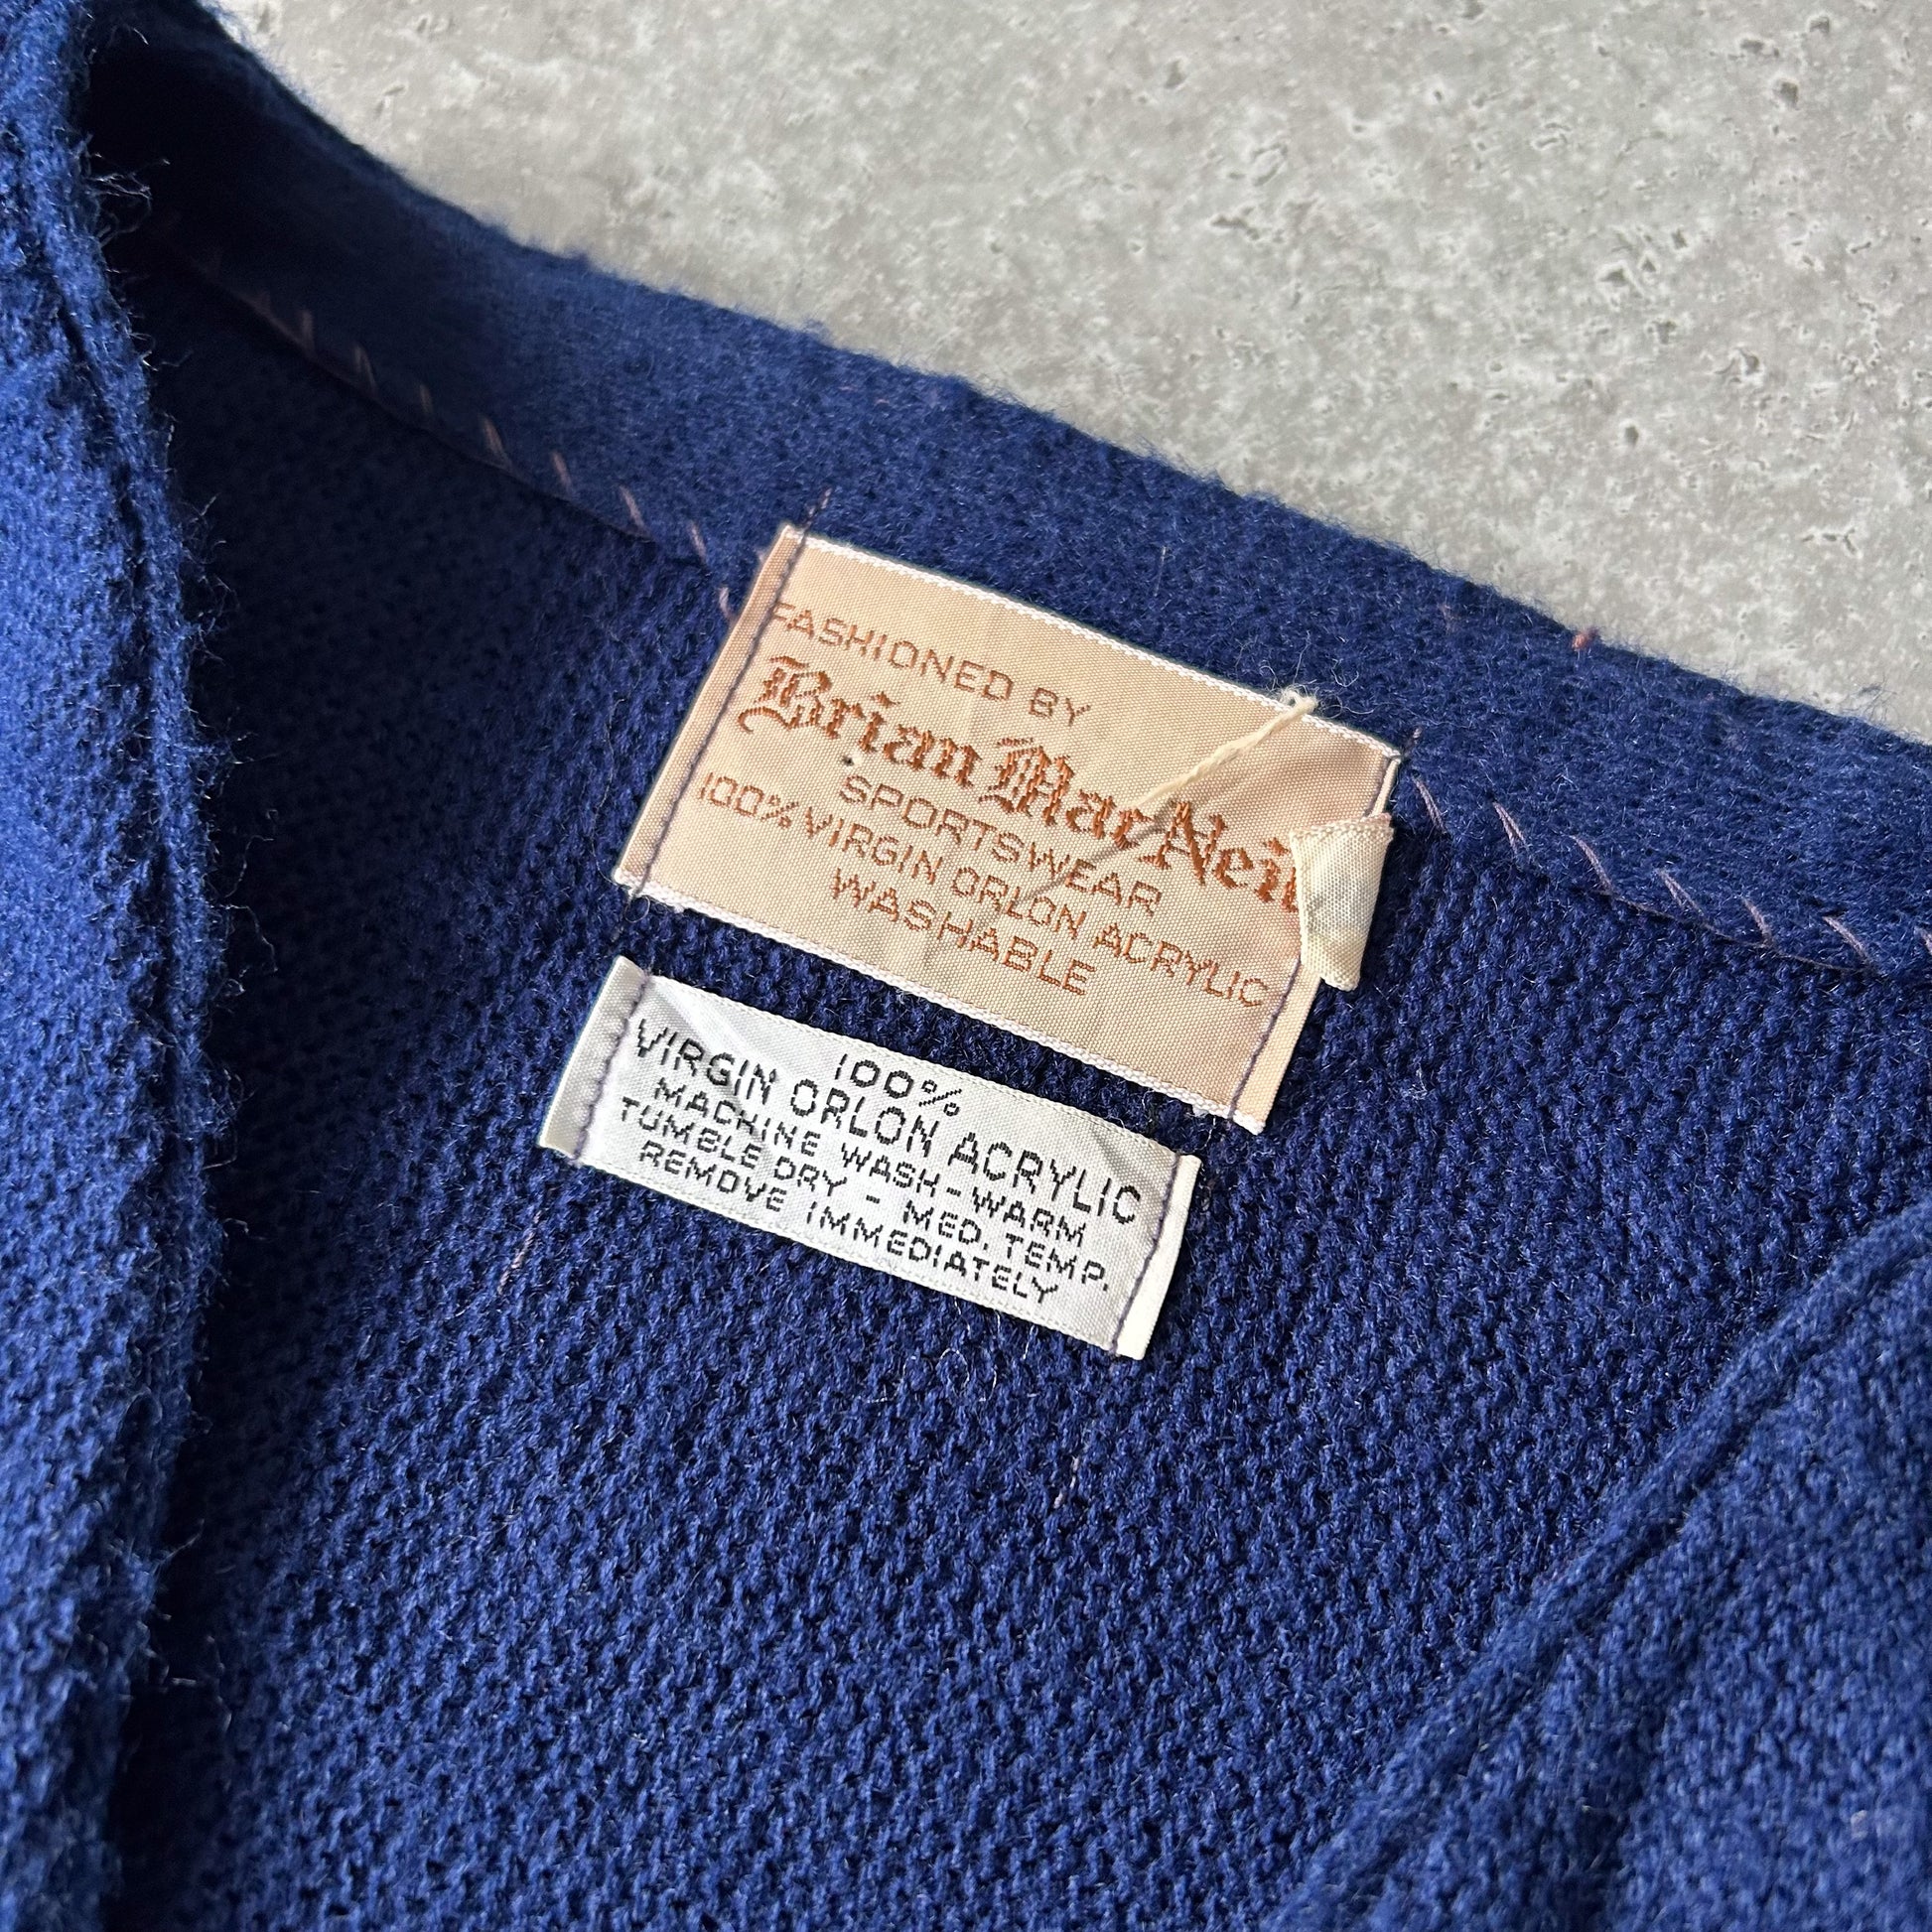 FASHIONED BY
Brian MacNeil
SPORTSWEAR
100% VIRGIN ORLON ACRYLIC
WASHABLE
100%
VIRGIN ORLON ACRYLIC
MACHINE WASH-WARM
TUMBLE DRY - MED. TEMP.
REMOVE IMMEDIATELY